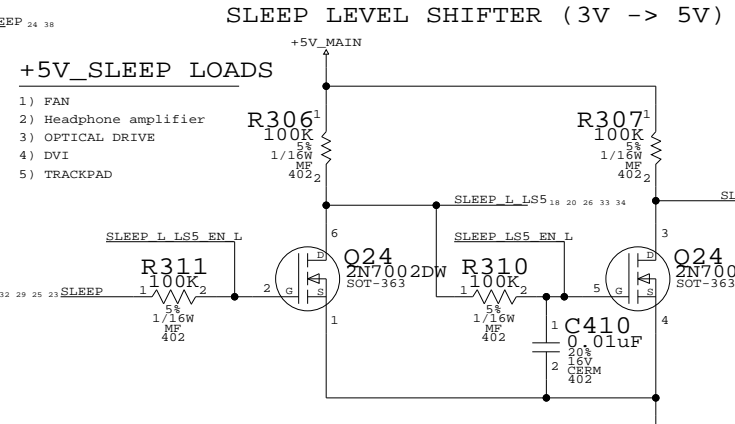 SLEEP LEVEL SHIFTER (3V -> 5V)
EEP 24 38
+5V_MAIN
+5V_SLEEP LOADS
1) FAN
2) Headphone amplifier
3) OPTICAL DRIVE
4) DVI
5) TRACKPAD
R306
1
100K
5%
1/16W
MF
402
2
R307
1
100K
5%
1/16W
MF
402
2
SLEEP_L_LS5 18 20 26 33 34
SL
SLEEP_L_LS5_EN_L
6
D
Q24
2N7002DW
SOT-363
R311
100K
1
2
5%
1/16W
MF
402
32 29 25 23 SLEEP
2
G
S
1
SLEEP_LS5_EN_L
3
D
Q24
2N700
SOT-363
R310
100K
1
2
5%
1/16W
MF
402
5
G
S
4
1
C410
0.01uF
20%
16V
CERM
402
2